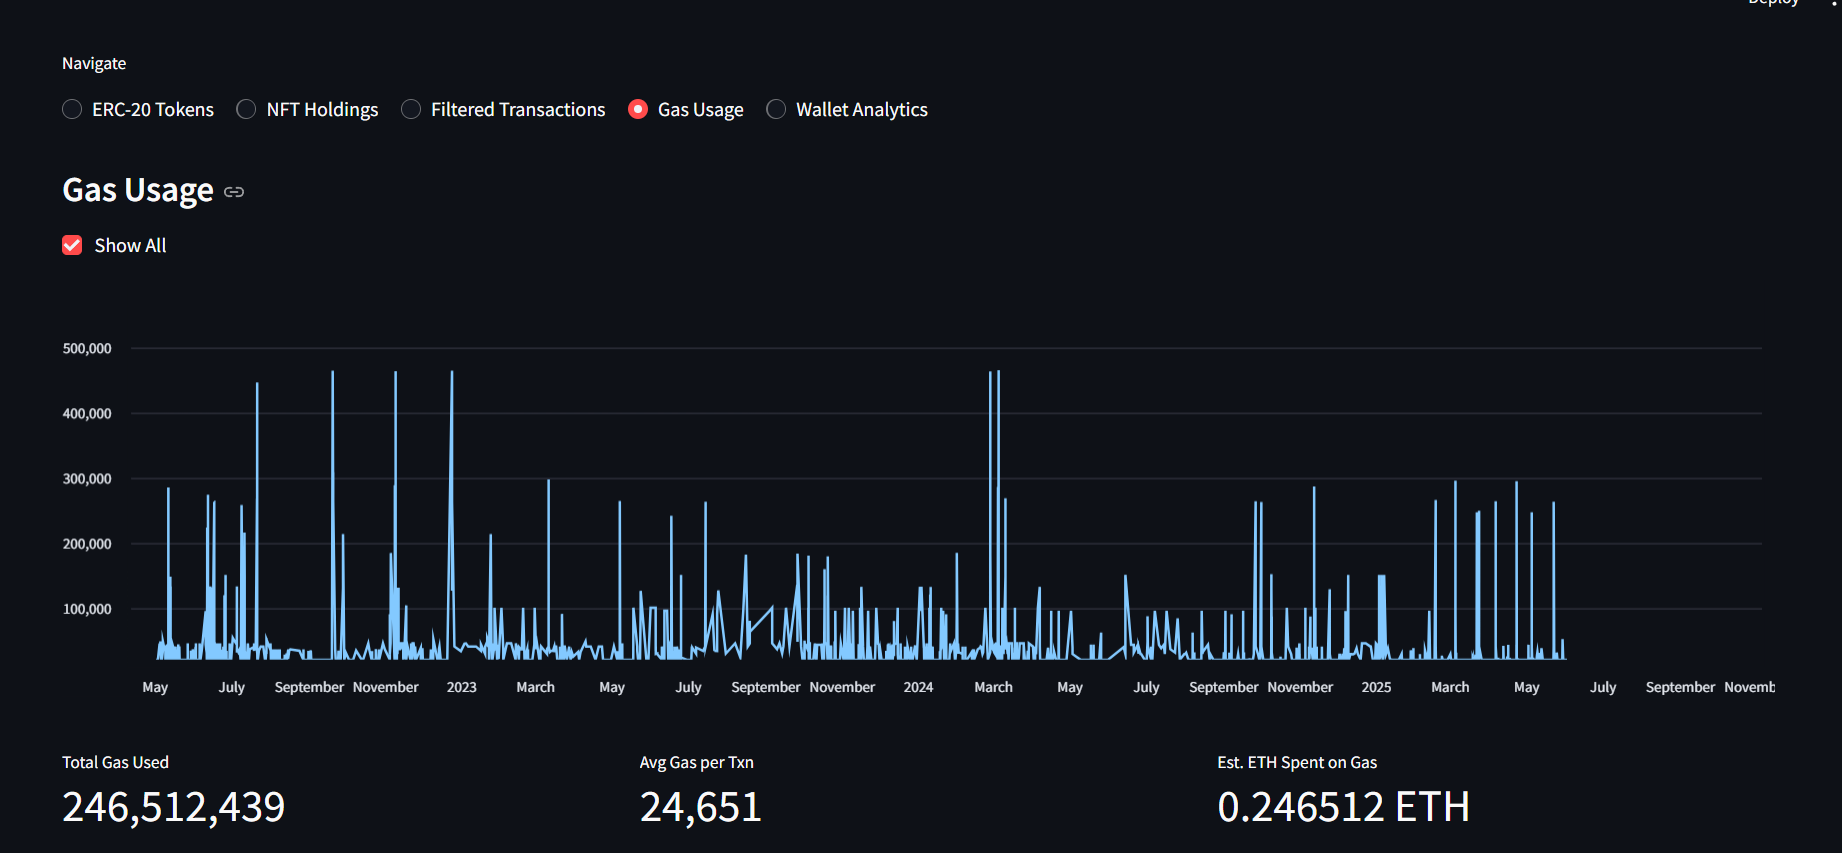 Deploy
Navigate
ERC-20 Tokens NFT Holdings Filtered Transactions Gas Usage Wallet Analytics
Gas Usage
Show All
500,000
400,000
300,000
200,000
100,000
May July September November 2023 March May July September November 2024 March May July September November 2025 March May July September Novemb
Total Gas Used Avg Gas per Txn Est. ETH Spent on Gas
246,512,439 24,651 0.246512 ETH